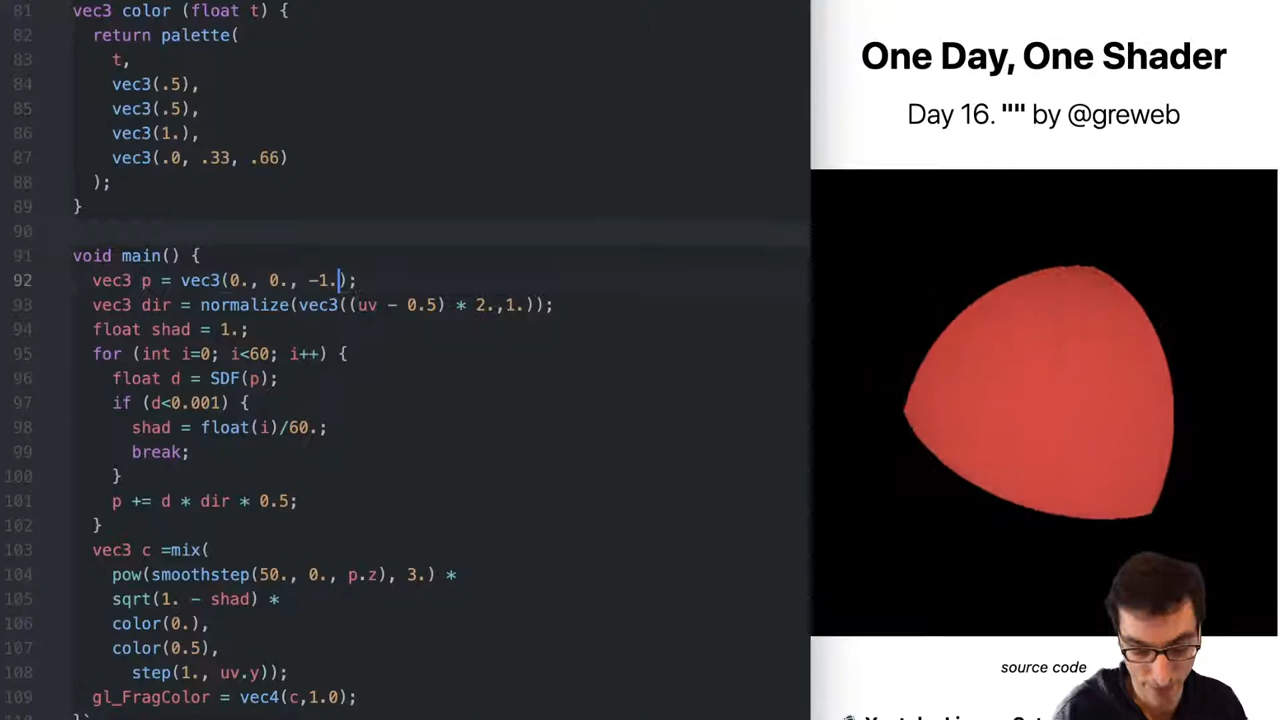 81 vec3 color (float t) {
82 return palette(
83 t,
84 vec3(.5),
85 vec3(.5),
86 vec3(1.),
87 vec3(.0, .33, .66)
88 );
89 }
90
91 void main() {
92 vec3 p = vec3(0., 0., -1.);
93 vec3 dir = normalize(vec3((uv - 0.5) * 2.,1.));
94 float shad = 1.;
95 for (int i=0; i<60; i++) {
96 float d = SDF(p);
97 if (d<0.001) {
98 shad = float(i)/60.;
99 break;
100 }
101 p += d * dir * 0.5;
102 }
103 vec3 c =mix(
104 pow(smoothstep(50., 0., p.z), 3.) *
105 sqrt(1. - shad) *
106 color(0.),
107 color(0.5),
108 step(1., uv.y));
109 gl_FragColor = vec4(c,1.0);
110 }`
One Day, One Shader
Day 16. "" by @greweb
source code